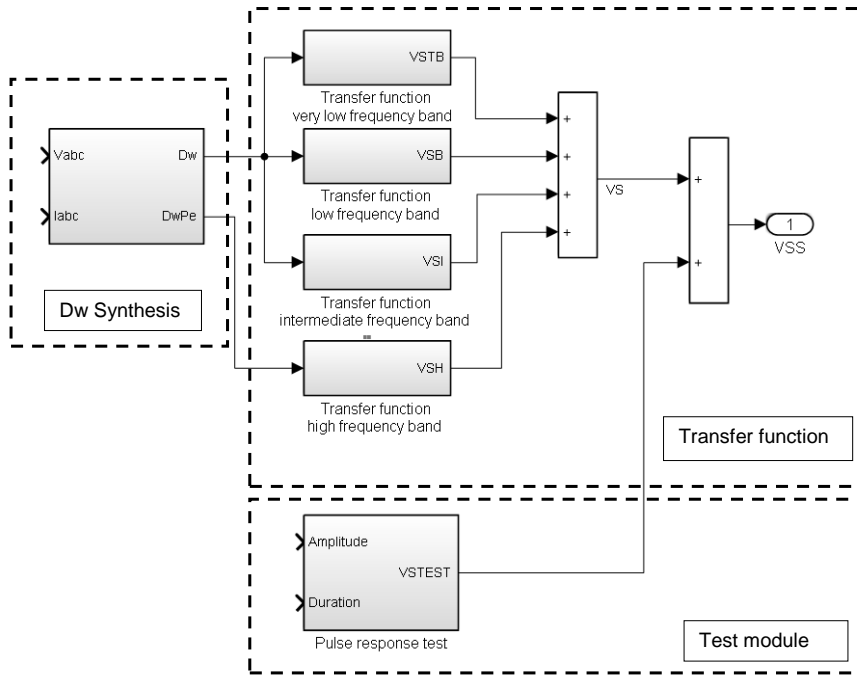 Vabc
Iabc
Dw
DwPe
Dw Synthesis
VSTB
Transfer function
very low frequency band
VSB
Transfer function
low frequency band
VSI
Transfer function
intermediate frequency band
VSH
Transfer function
high frequency band
+
+
+
+
VS
+
+
1
VSS
Transfer function
Amplitude
Duration
VSTEST
Pulse response test
Test module